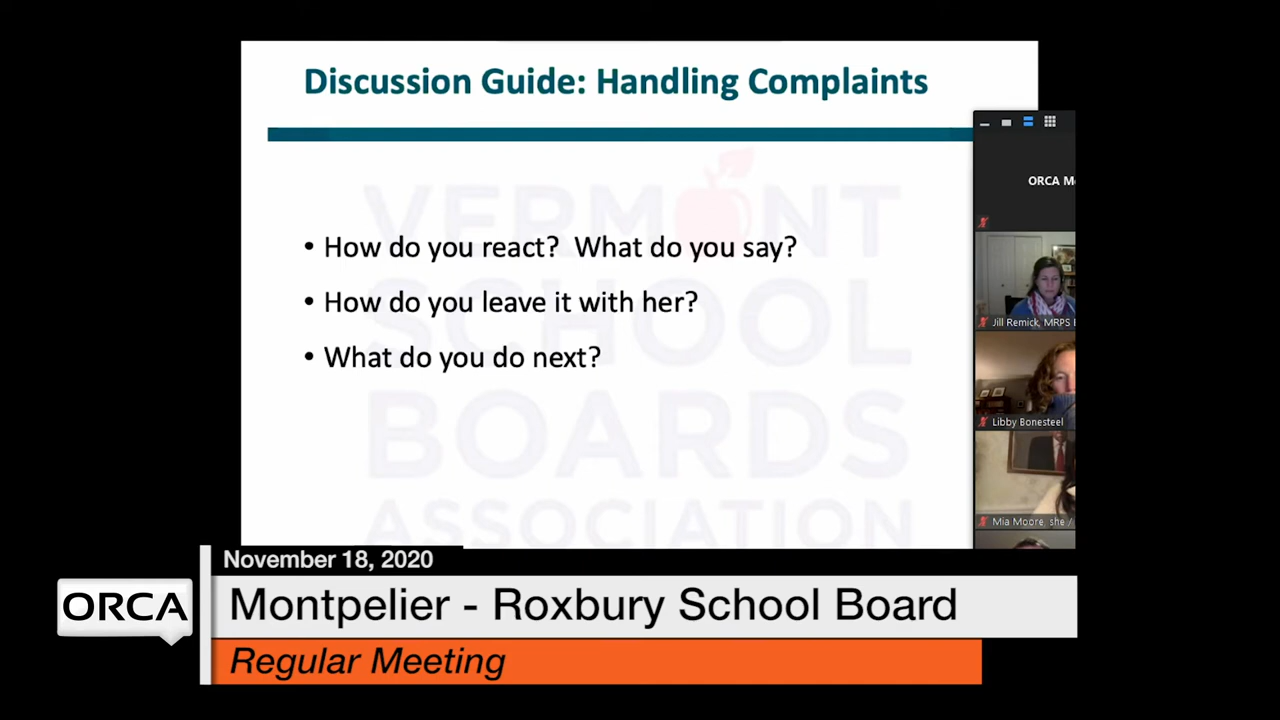 Discussion Guide: Handling Complaints
VERMONT
SCHOOL
BOARDS
ASSOCIATION
• How do you react? What do you say?
• How do you leave it with her?
• What do you do next?
ORCA M
Jill Remick, MRPS
Libby Bonesteel
Mia Moore, she /
November 18, 2020
ORCA
Montpelier - Roxbury School Board
Regular Meeting